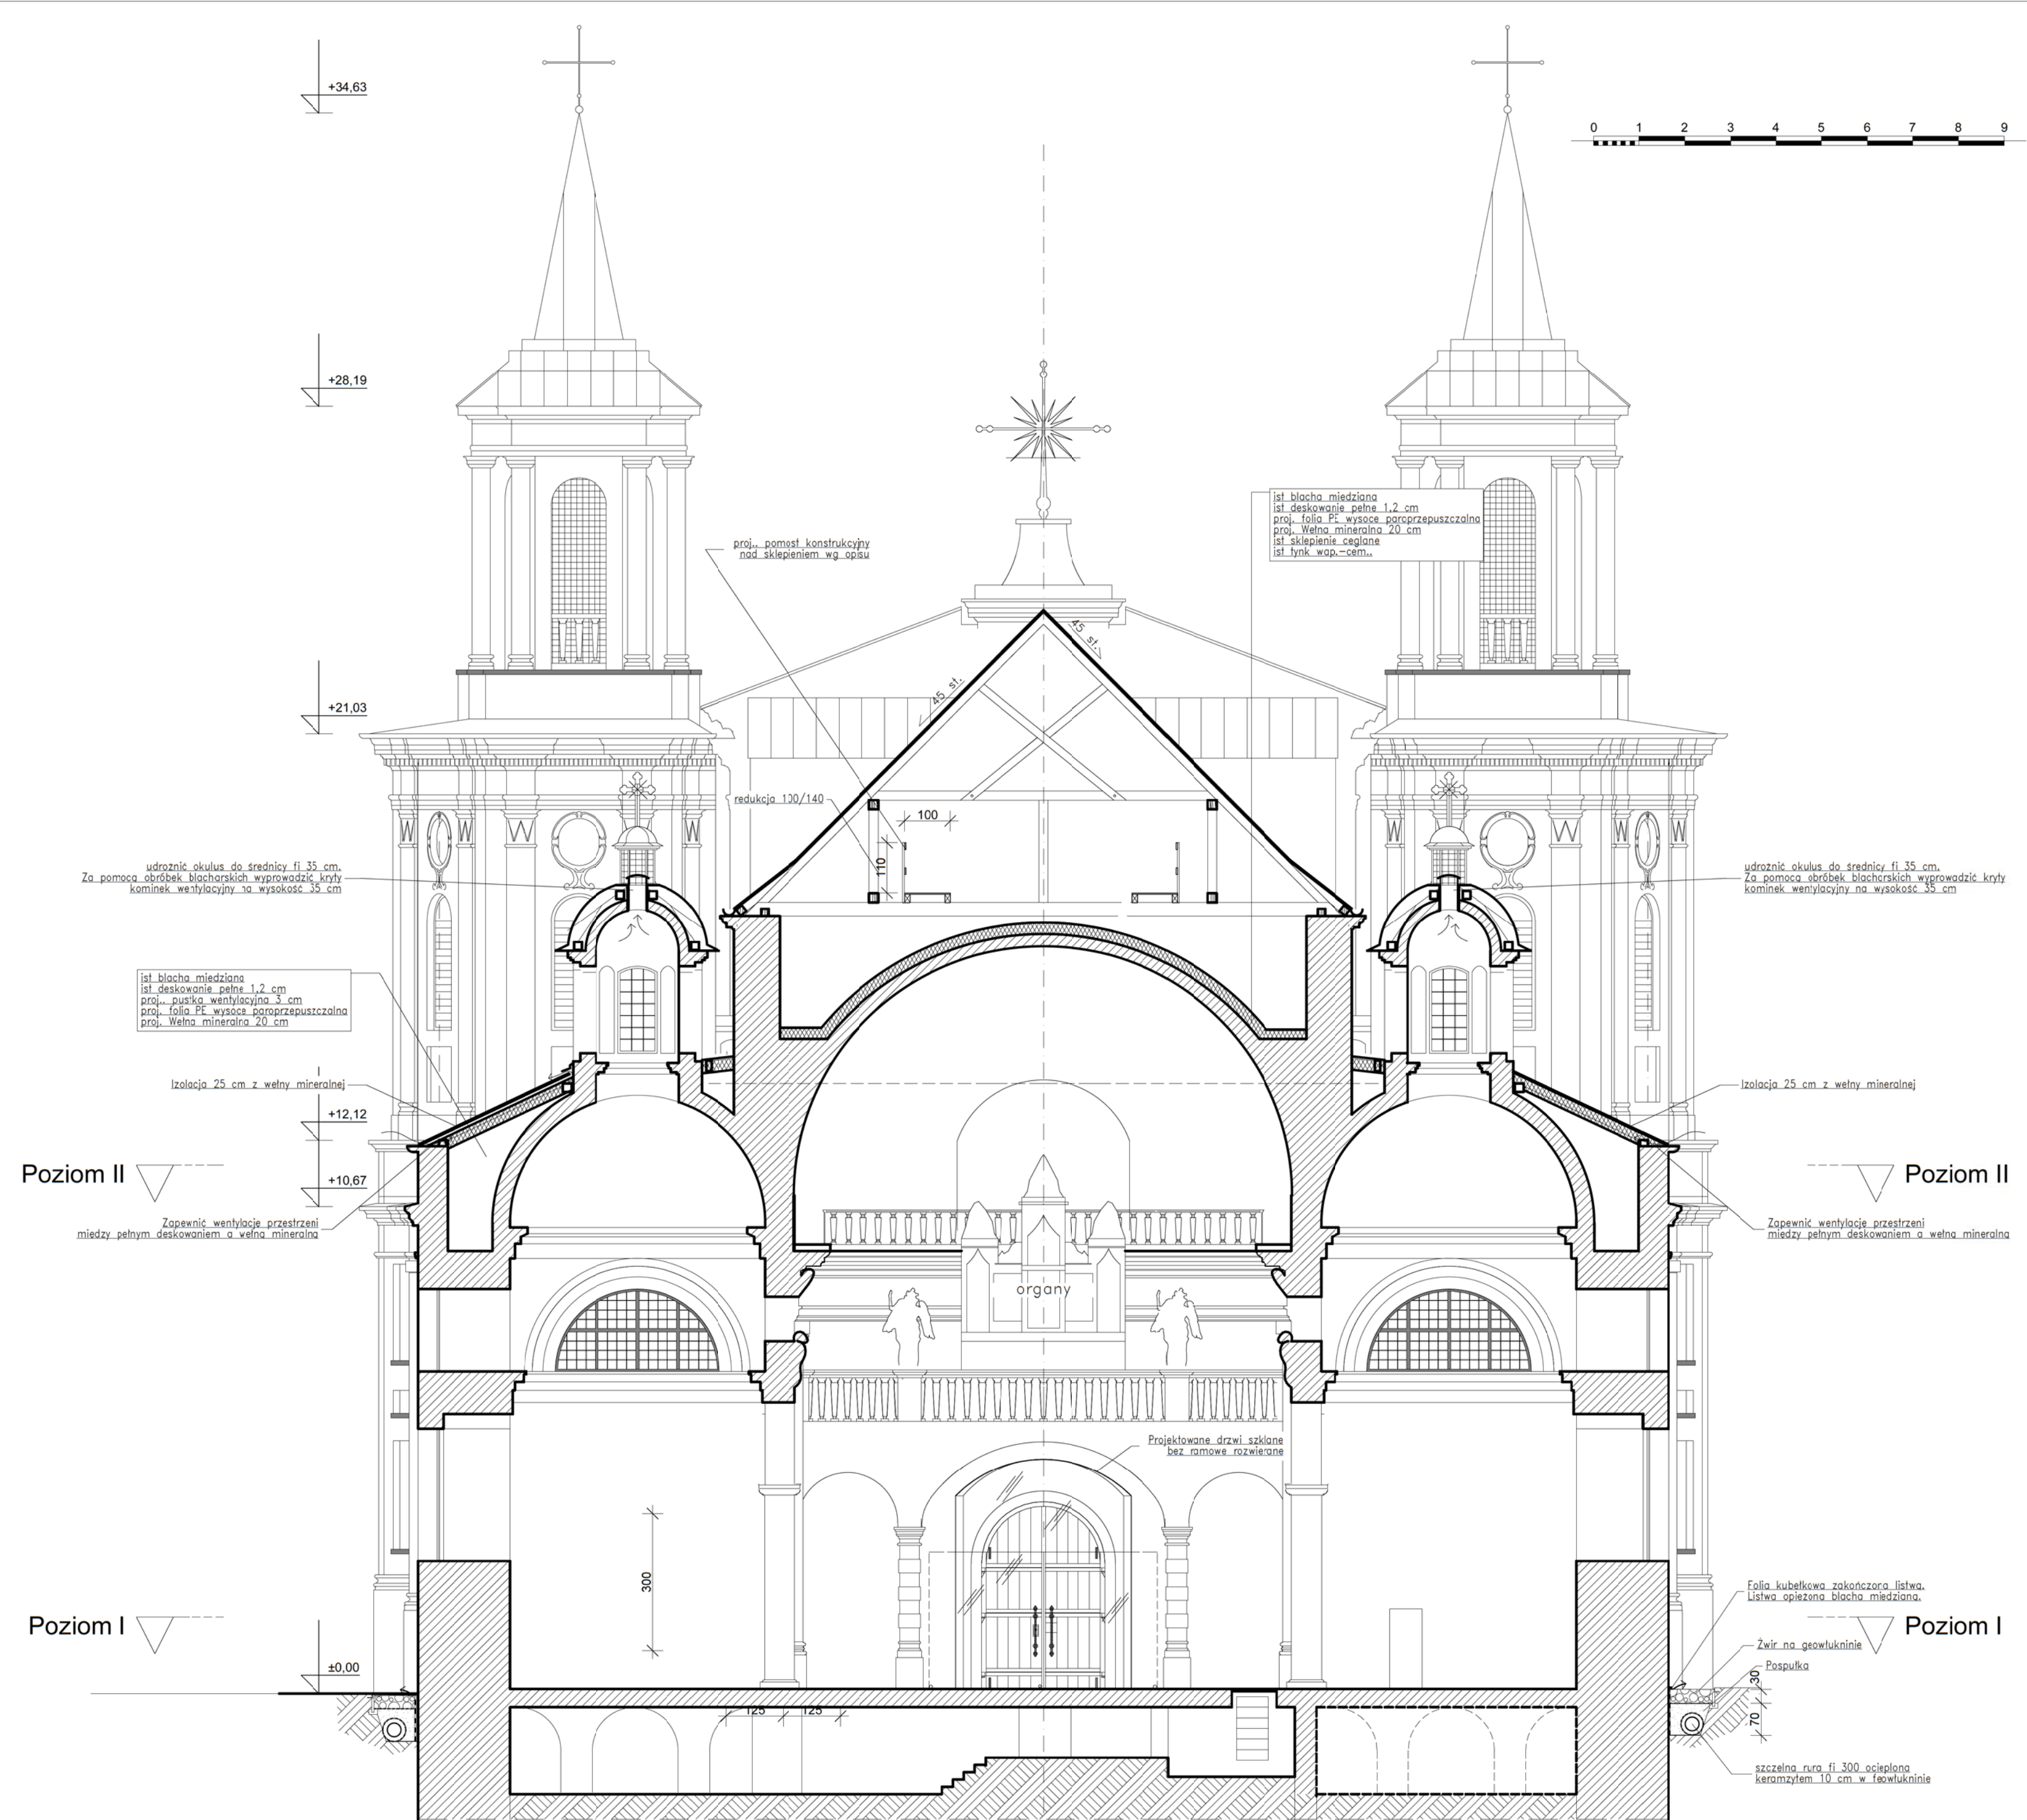 +34,63
0 1 2 3 4 5 6 7 8 9
+28,19
ist blacha miedziana
ist deskowanie pełne 1,2 cm
proj. folia PE wysoce paroprzepuszczalna
proj. Wełna mineralna 20 cm
ist sklepienie ceglane
ist tynk wap.-cem..
proj.. pomost konstrukcyjny
nad sklepieniem wg opisu
45 st.
45 st.
+21,03
redukcja 100/140
100
110
udrożnić okulus do średnicy fi 35 cm.
Za pomocą obróbek blacharskich wyprowadzić kryty
kominek wentylacyjny na wysokość 35 cm
udrożnić okulus do średnicy fi 35 cm.
Za pomocą obróbek blacharskich wyprowadzić kryty
kominek wentylacyjny na wysokość 35 cm
ist blacha miedziana
ist deskowanie pełne 1,2 cm
proj.. pustka wentylacyjna 3 cm
proj. folia PE wysoce paroprzepuszczalna
proj. Wełna mineralna 20 cm
Izolacja 25 cm z wełny mineralnej
Izolacja 25 cm z wełny mineralnej
+12,12
Poziom II
Poziom II
+10,67
Zapewnić wentylację przestrzeni
między pełnym deskowaniem a wełną mineralną
Zapewnić wentylację przestrzeni
między pełnym deskowaniem a wełną mineralną
organy
Projektowane drzwi szklane
bez ramowe rozwierane
300
Folia kubełkowa zakończona listwą.
Listwa opieżona blachą miedzianą.
Poziom I
Poziom I
Żwir na geowłukninie
Pospułka
±0,00
30
125 125
70
szczelna rura fi 300 ocieplona
keramzytem 10 cm w feowłukninie